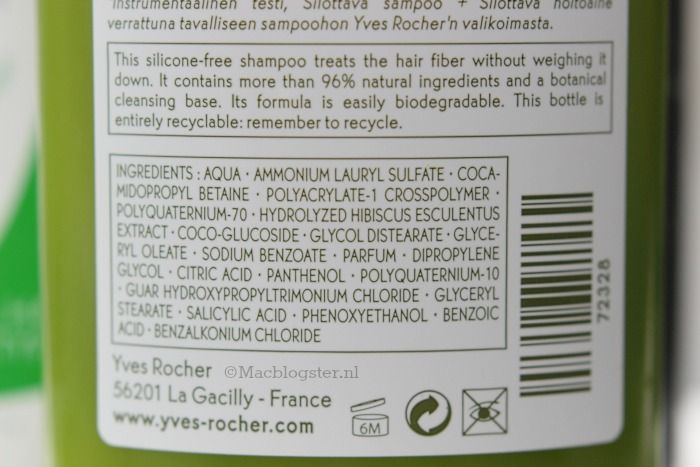 *Instrumentaalinen testi, Silottava sampoo + Silottava hoitoaine
verrattuna tavalliseen sampoohon Yves Rocher'n valikoimasta.
This silicone-free shampoo treats the hair fiber without weighing it
down. It contains more than 96% natural ingredients and a botanical
cleansing base. Its formula is easily biodegradable. This bottle is
entirely recyclable: remember to recycle.
INGREDIENTS : AQUA · AMMONIUM LAURYL SULFATE · COCA-
MIDOPROPYL BETAINE · POLYACRYLATE-1 CROSSPOLYMER ·
POLYQUATERNIUM-70 · HYDROLYZED HIBISCUS ESCULENTUS
EXTRACT · COCO-GLUCOSIDE · GLYCOL DISTEARATE · GLYCE-
RYL OLEATE · SODIUM BENZOATE · PARFUM · DIPROPYLENE
GLYCOL · CITRIC ACID · PANTHENOL · POLYQUATERNIUM-10
· GUAR HYDROXYPROPYLTRIMONIUM CHLORIDE · GLYCERYL
STEARATE · SALICYLIC ACID · PHENOXYETHANOL · BENZOIC
ACID · BENZALKONIUM CHLORIDE
72328
Yves Rocher
©Macblogster.nl
56201 La Gacilly - France
www.yves-rocher.com
6M